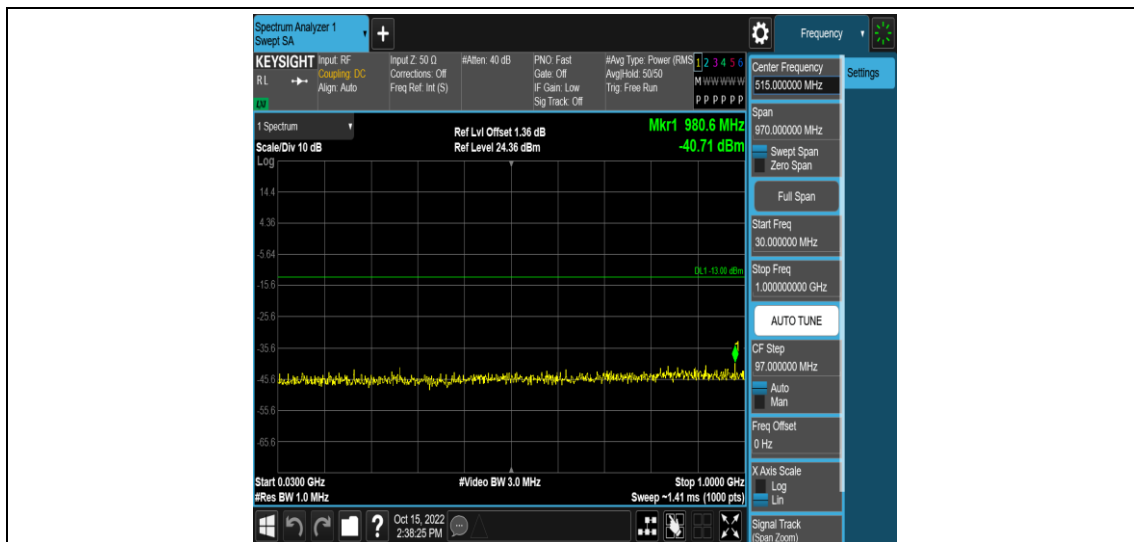 Spectrum Analyzer 1
Swept SA
Frequency
KEYSIGHT
RL
LXI
Input: RF
Coupling: DC
Align: Auto
Input Z: 50 Ω
Corrections: Off
Freq Ref: Int (S)
#Atten: 40 dB
PNO: Fast
Gate: Off
IF Gain: Low
Sig Track: Off
#Avg Type: Power (RMS
Avg|Hold: 50/50
Trig: Free Run
1 2 3 4 5 6
M W W W W W
P P P P P P
1 Spectrum
Scale/Div 10 dB
Ref Lvl Offset 1.36 dB
Ref Level 24.36 dBm
Mkr1 980.6 MHz
-40.71 dBm
Log
14.4
4.36
-5.64
DL1 -13.00 dBm
-15.6
-25.6
-35.6
-45.6
-55.6
-65.6
Start 0.0300 GHz
#Video BW 3.0 MHz
Stop 1.0000 GHz
#Res BW 1.0 MHz
Sweep ~1.41 ms (1000 pts)
?
Oct 15, 2022
2:38:25 PM
Center Frequency
515.000000 MHz
Settings
Span
970.000000 MHz
Swept Span
Zero Span
Full Span
Start Freq
30.000000 MHz
Stop Freq
1.000000000 GHz
AUTO TUNE
CF Step
97.000000 MHz
Auto
Man
Freq Offset
0 Hz
X Axis Scale
Log
Lin
Signal Track
(Span Zoom)